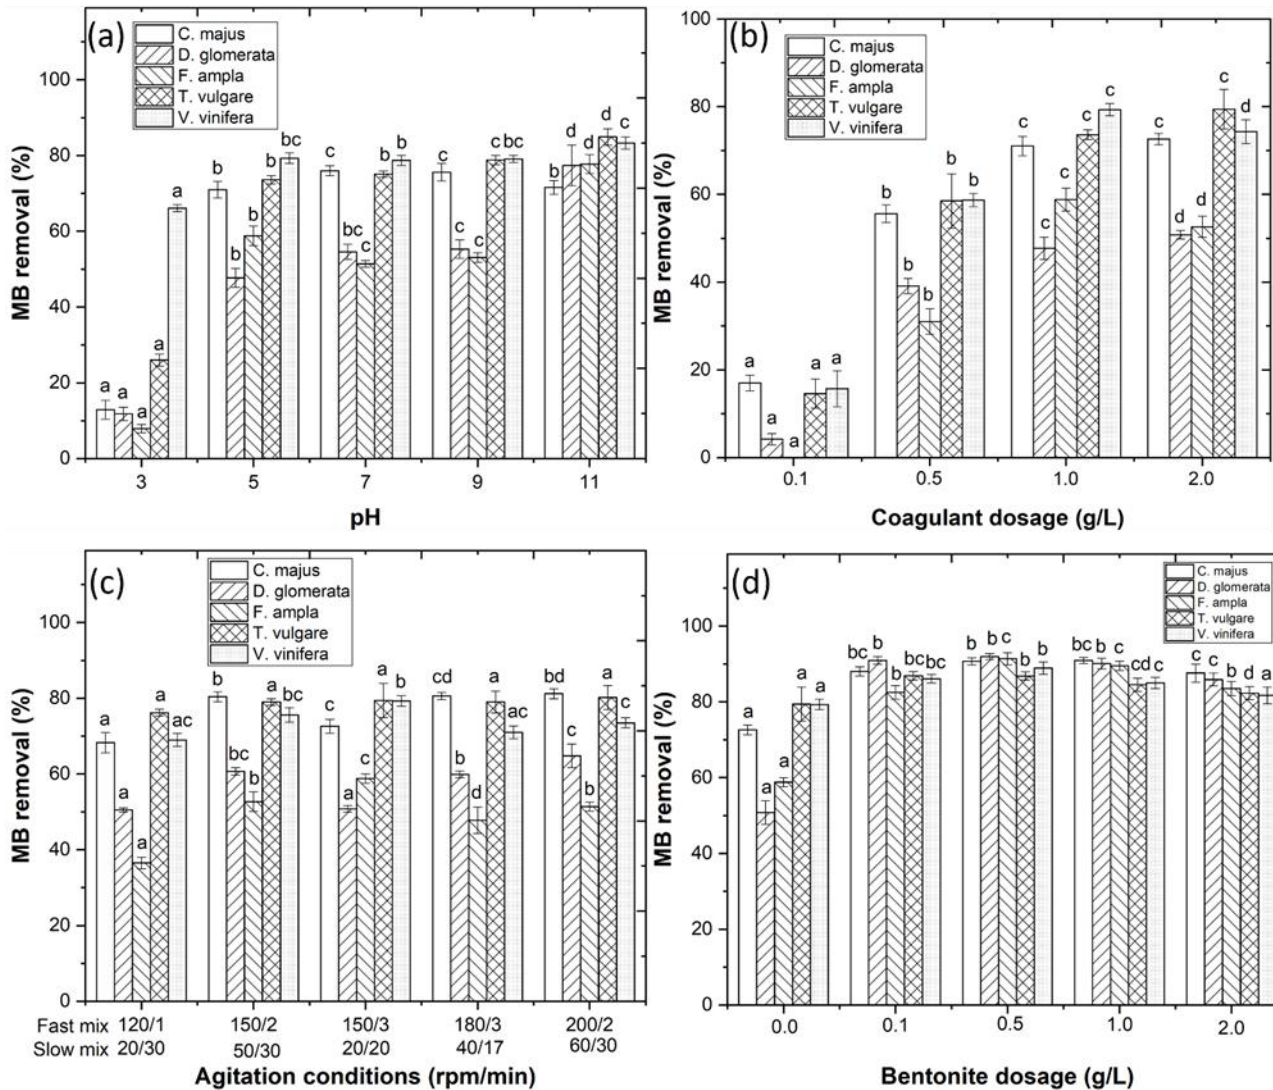 (a)
C. majus
D. glomerata
F. ampla
T. vulgare
V. vinifera
MB removal (%)
100
80
60
40
20
0
a a a a a
b b b b bc
c bc c b b
c b c c bc
b d d d c
3 5 7 9 11
pH
(b)
C. majus
D. glomerata
F. ampla
T. vulgare
V. vinifera
MB removal (%)
100
80
60
40
20
0
a a a a a
b b b b b
c c c c c
c d d c d
0.1 0.5 1.0 2.0
Coagulant dosage (g/L)
(c)
C. majus
D. glomerata
F. ampla
T. vulgare
V. vinifera
MB removal (%)
100
80
60
40
20
0
a a a a ac
b bc b a bc
c a c a b
cd b d a ac
bd c b a c
Fast mix 120/1 150/2 150/3 180/3 200/2
Slow mix 20/30 50/30 20/20 40/17 60/30
Agitation conditions (rpm/min)
(d)
C. majus
D. glomerata
F. ampla
T. vulgare
V. vinifera
MB removal (%)
100
80
60
40
20
0
a a a a a
bc b b bc bc
b b c b b
bc b c cd c
c c b d a
0.0 0.1 0.5 1.0 2.0
Bentonite dosage (g/L)